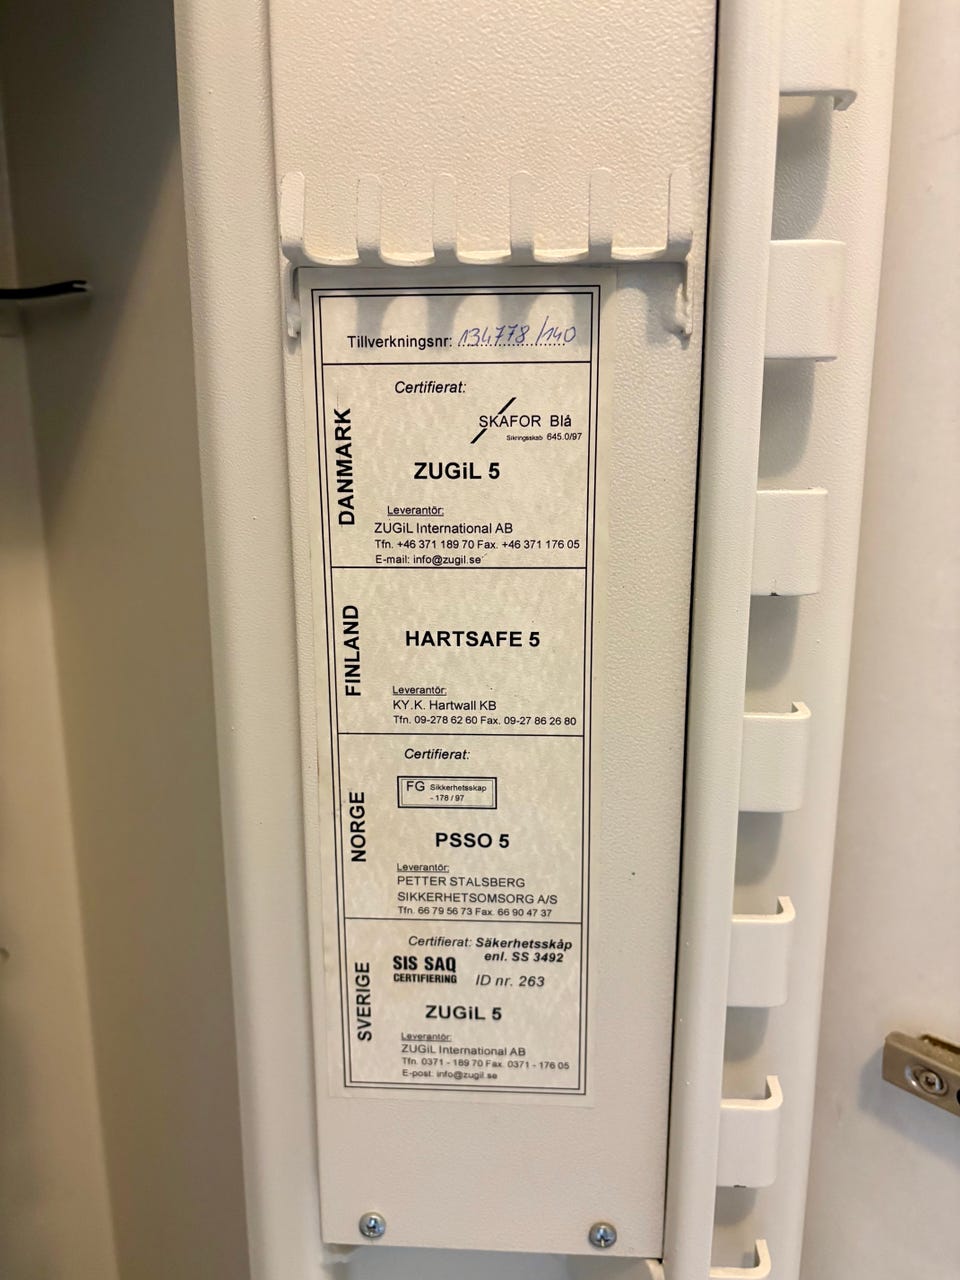 Tillverkningsnr: 134778/140
DANMARK
Certifierat:
SKAFOR Blå
Sikringsskab 645.0/97
ZUGiL 5
Leverantör:
ZUGiL International AB
Tfn. +46 371 189 70 Fax. +46 371 176 05
E-mail: info@zugil.se
FINLAND
HARTSAFE 5
Leverantör:
KY.K. Hartwall KB
Tfn. 09-278 62 60 Fax. 09-27 86 26 80
NORGE
Certifierat:
FG Sikkerhetsskap
- 178 / 97
PSSO 5
Leverantör:
PETTER STALSBERG
SIKKERHETSOMSORG A/S
Tfn. 66 79 56 73 Fax. 66 90 47 37
SVERIGE
Certifierat: Säkerhetsskåp
enl. SS 3492
SIS SAQ
CERTIFIERING
ID nr. 263
ZUGiL 5
Leverantör:
ZUGiL International AB
Tfn. 0371 - 189 70 Fax. 0371 - 176 05
E-post: info@zugil.se